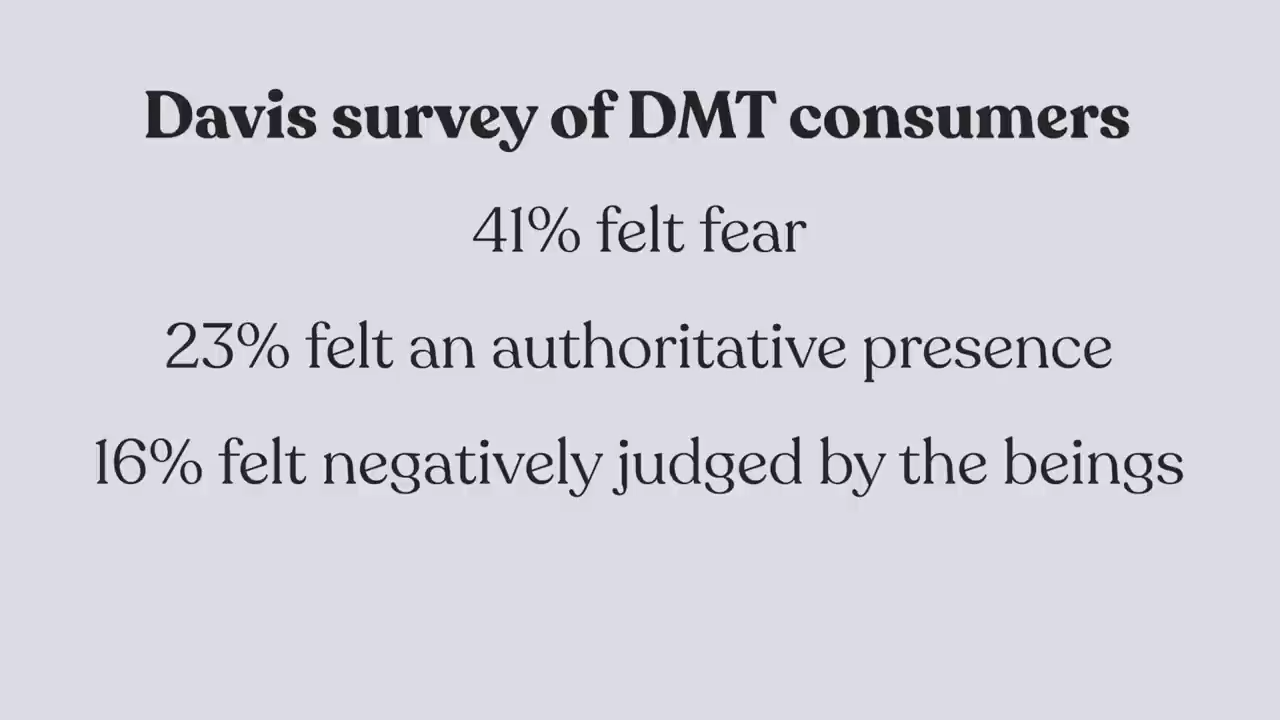 Davis survey of DMT consumers
41% felt fear
23% felt an authoritative presence
16% felt negatively judged by the beings